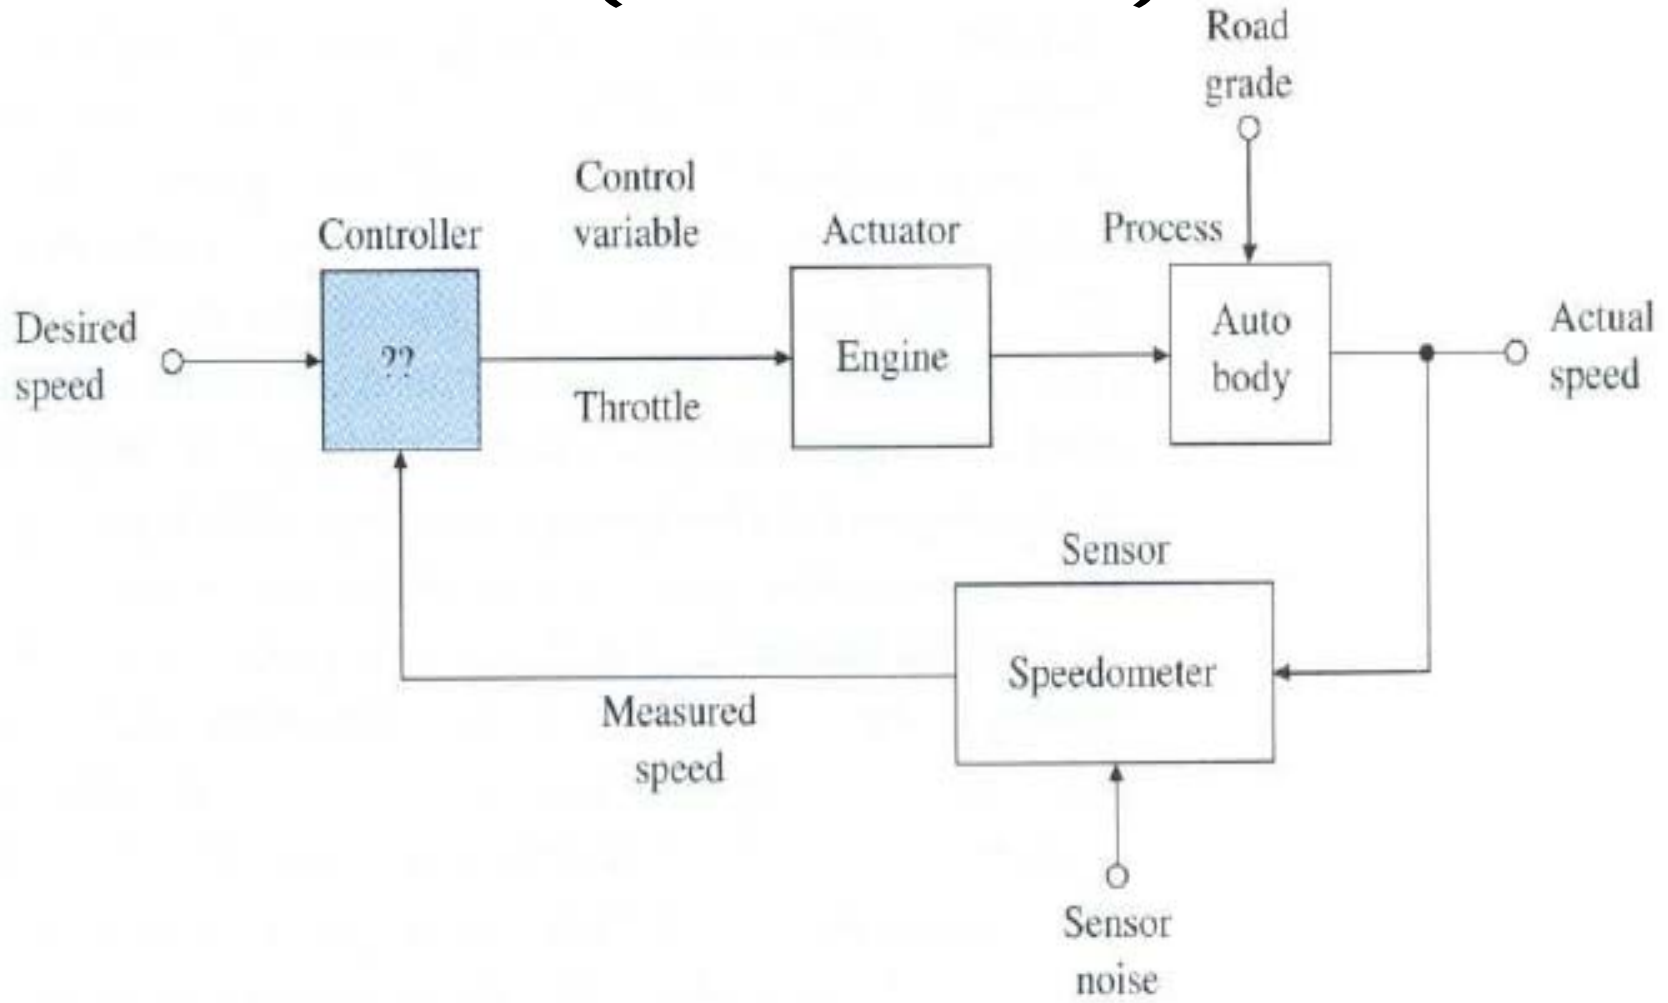 Road
grade
Control
variable
Controller
Actuator
Process
Desired
speed
??
Throttle
Engine
Auto
body
Actual
speed
Sensor
Speedometer
Measured
speed
Sensor
noise